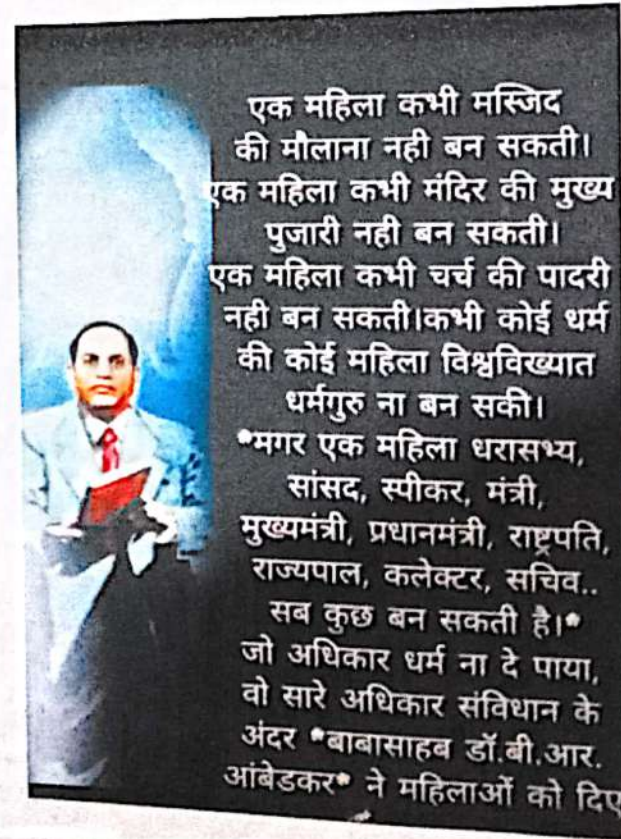 एक महिला कभी मस्जिद
की मौलाना नही बन सकती।
एक महिला कभी मंदिर की मुख्य
पुजारी नही बन सकती।
एक महिला कभी चर्च की पादरी
नही बन सकती।कभी कोई धर्म
की कोई महिला विश्वविख्यात
धर्मगुरु ना बन सकी।
*मगर एक महिला धरासभ्य,
सांसद, स्पीकर, मंत्री,
मुख्यमंत्री, प्रधानमंत्री, राष्ट्रपति,
राज्यपाल, कलेक्टर, सचिव..
सब कुछ बन सकती है।*
जो अधिकार धर्म ना दे पाया,
वो सारे अधिकार संविधान के
अंदर *बाबासाहब डॉ.बी.आर.
आंबेडकर* ने महिलाओं को दिए